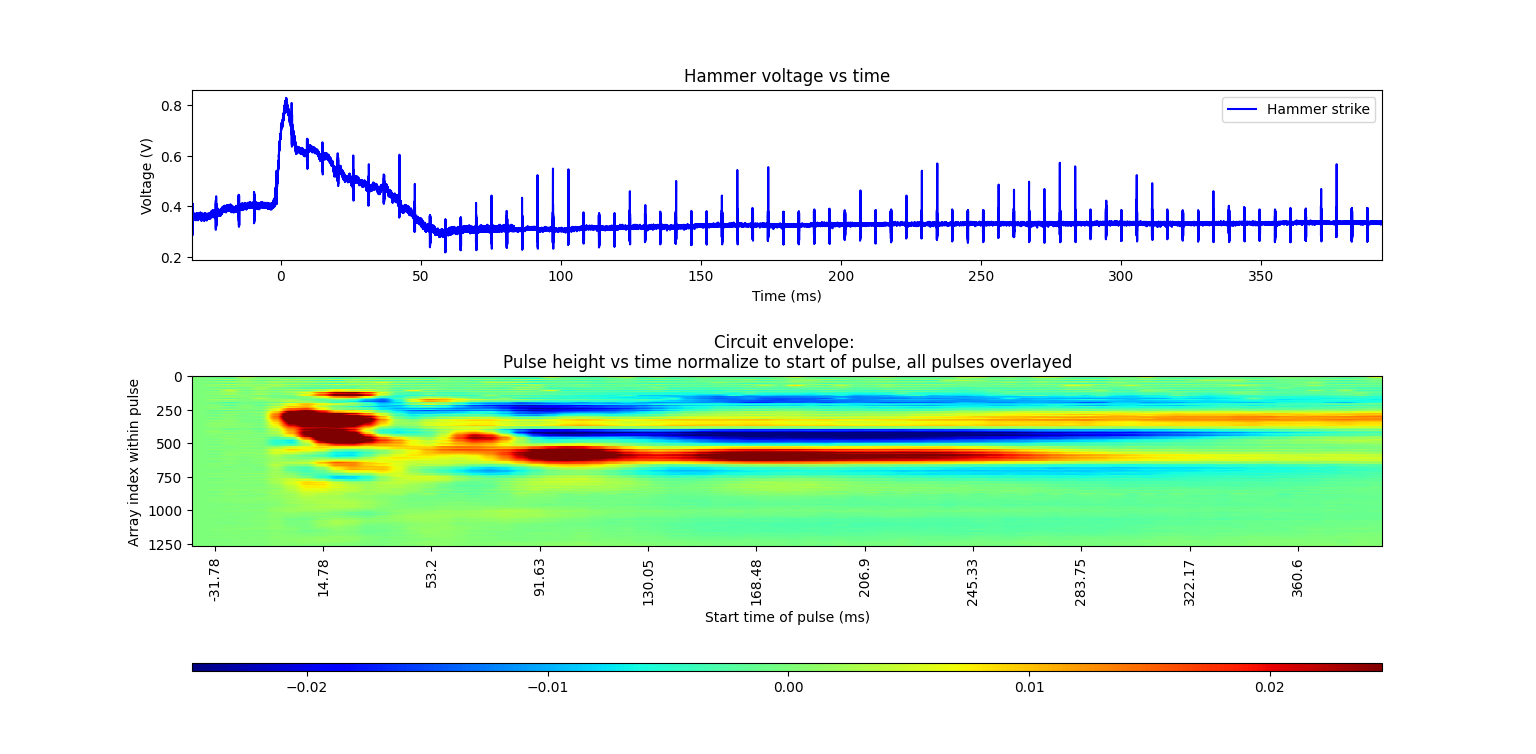 Hammer voltage vs time
Hammer strike
Voltage (V)
0.8
0.6
0.4
0.2
0 50 100 150 200 250 300 350
Time (ms)
Circuit envelope:
Pulse height vs time normalize to start of pulse, all pulses overlayed
Array index within pulse
0
250
500
750
1000
1250
-31.78 14.78 53.2 91.63 130.05 168.48 206.9 245.33 283.75 322.17 360.6
Start time of pulse (ms)
−0.02 −0.01 0.00 0.01 0.02